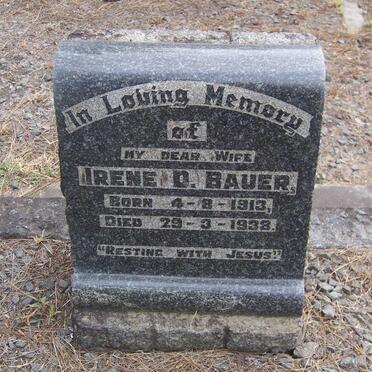 In Loving Memory
of
MY DEAR WIFE
IRENE D. BAUER,
BORN 4-8-1913,
DIED 29-3-1938.
"RESTING WITH JESUS"